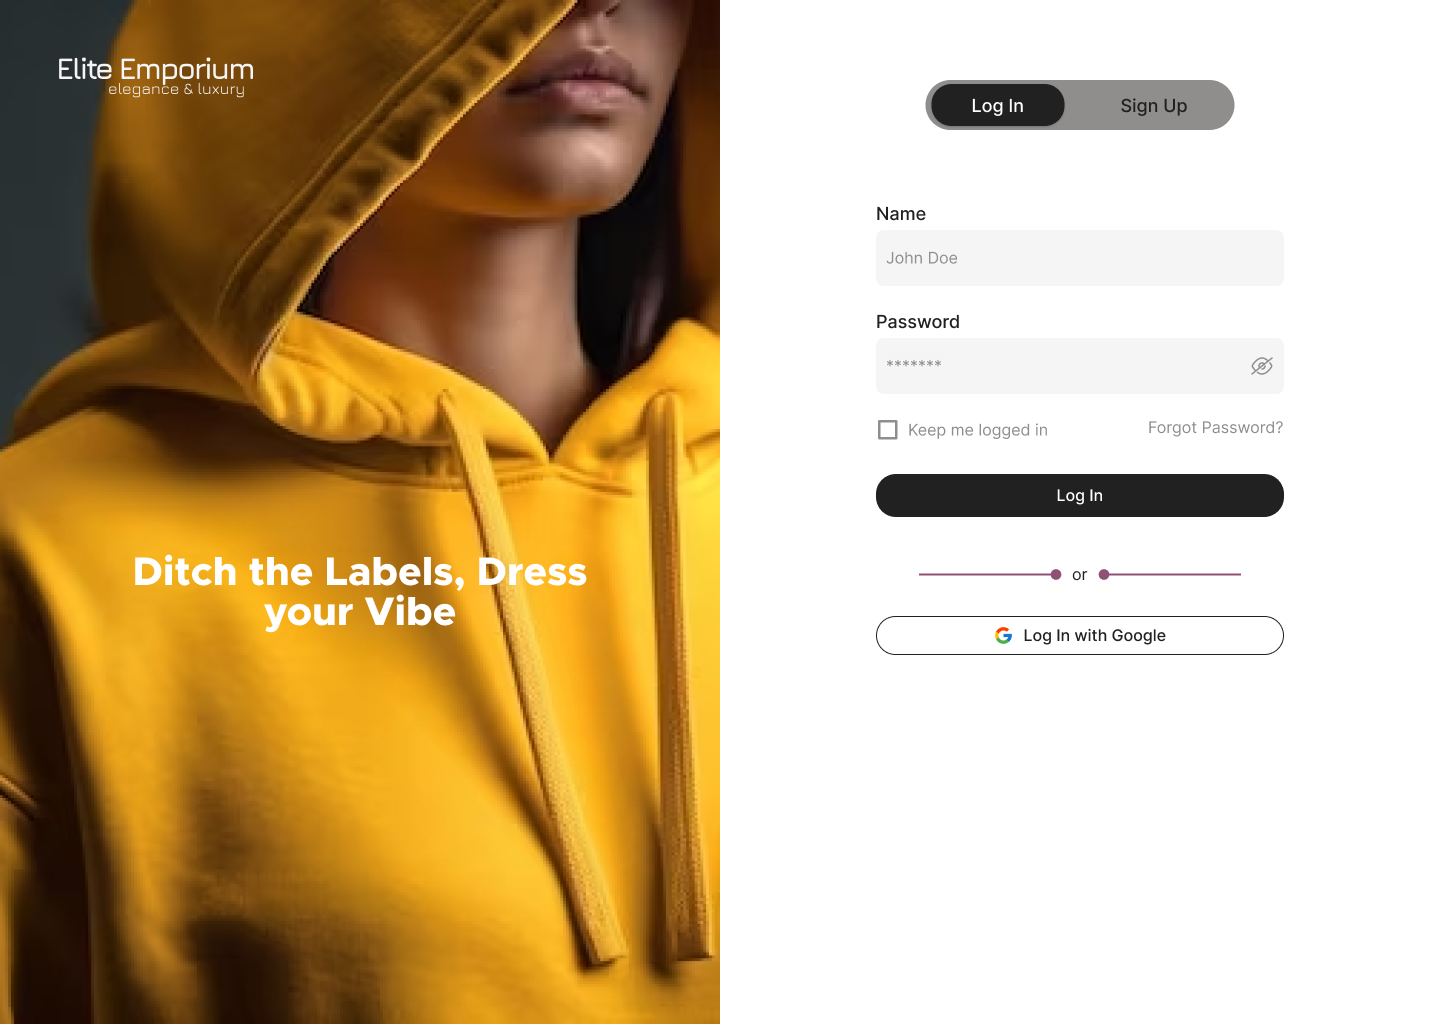 Elite Emporium
elegance & luxury
Ditch the Labels, Dress
your Vibe
Log In
Sign Up
Name
John Doe
Password
*******
Keep me logged in
Forgot Password?
Log In
or
Log In with Google